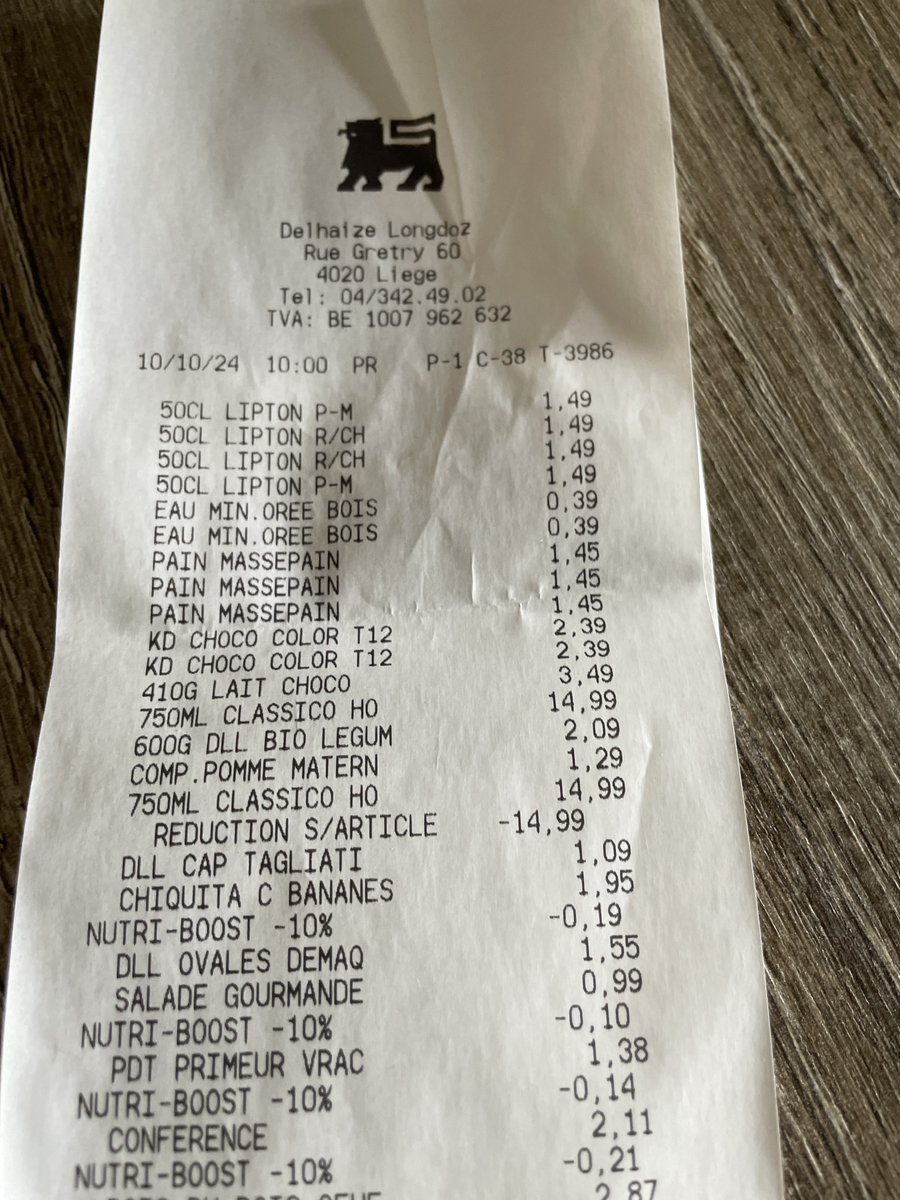 Delhaize Longdoz
Rue Gretry 60
4020 Liege
Tel: 04/342.49.02
TVA: BE 1007 962 632
10/10/24 10:00 PR P-1 C-38 T-3986
50CL LIPTON P-M 1,49
50CL LIPTON R/CH 1,49
50CL LIPTON R/CH 1,49
50CL LIPTON P-M 1,49
EAU MIN.OREE BOIS 0,39
EAU MIN.OREE BOIS 0,39
PAIN MASSEPAIN 1,45
PAIN MASSEPAIN 1,45
PAIN MASSEPAIN 1,45
KD CHOCO COLOR T12 2,39
KD CHOCO COLOR T12 2,39
410G LAIT CHOCO 3,49
750ML CLASSICO HO 14,99
600G DLL BIO LEGUM 2,09
COMP.POMME MATERN 1,29
750ML CLASSICO HO 14,99
REDUCTION S/ARTICLE -14,99
DLL CAP TAGLIATI 1,09
CHIQUITA C BANANES 1,95
NUTRI-BOOST -10% -0,19
DLL OVALES DEMAQ 1,55
SALADE GOURMANDE 0,99
NUTRI-BOOST -10% -0,10
PDT PRIMEUR VRAC 1,38
NUTRI-BOOST -10% -0,14
CONFERENCE 2,11
NUTRI-BOOST -10% -0,21
2,87